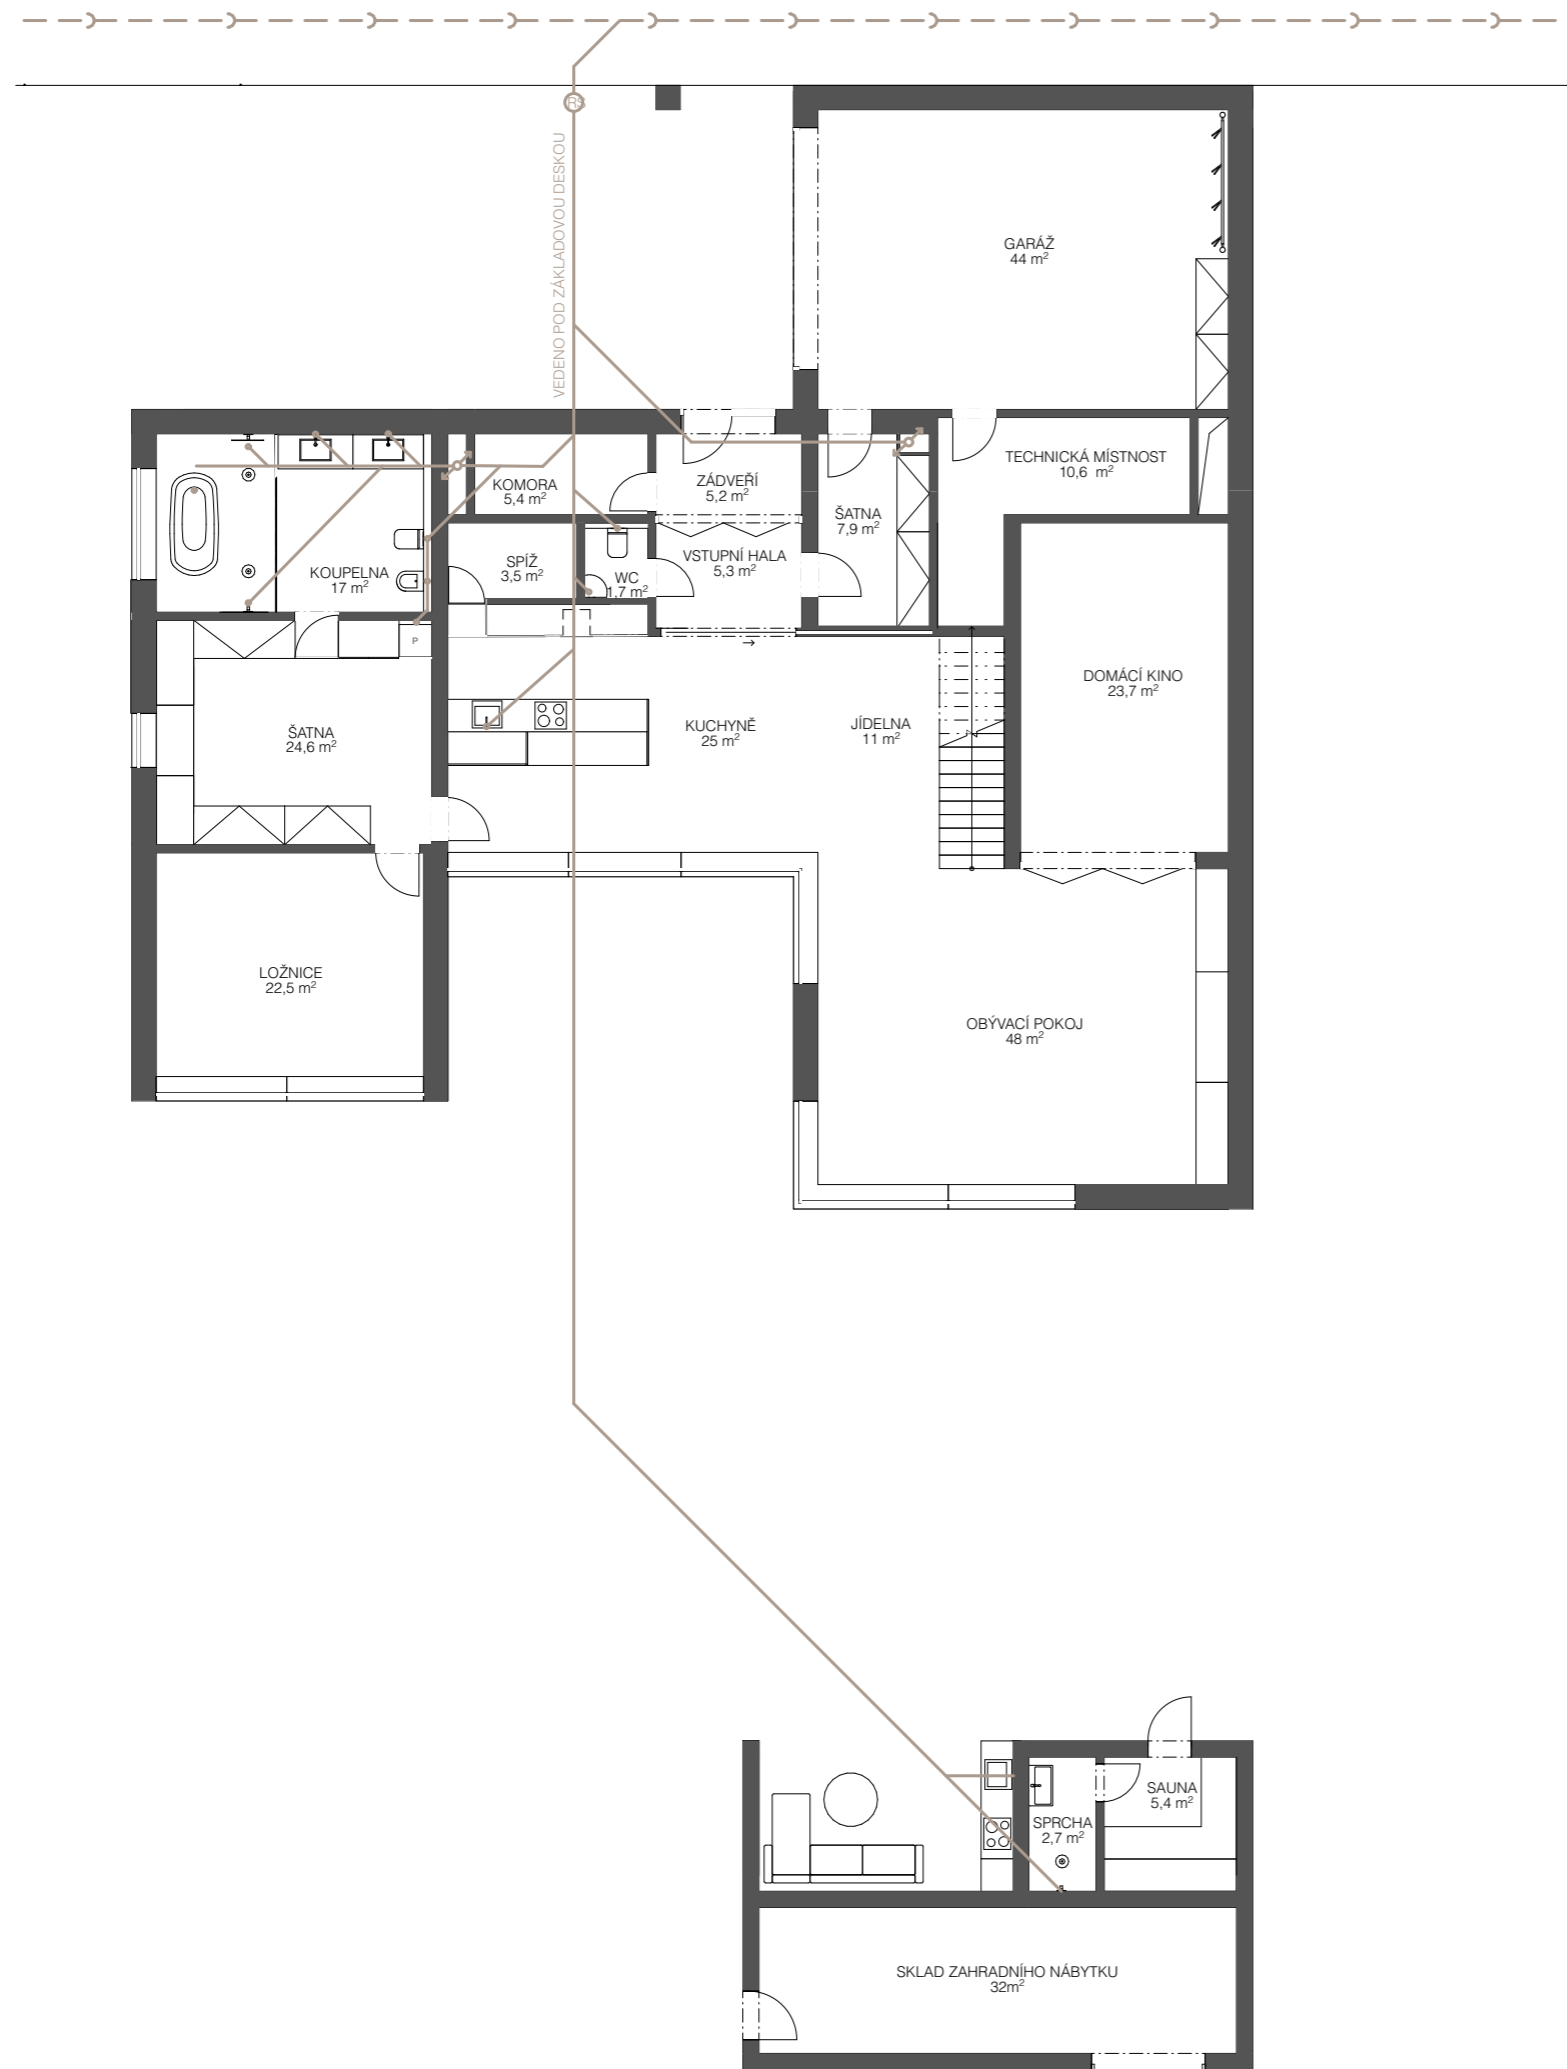 RŠ
VEDENO POD ZÁKLADOVOU DESKOU
GARÁŽ
44 m²
TECHNICKÁ MÍSTNOST
10,6 m²
KOMORA
5,4 m²
ZÁDVEŘÍ
5,2 m²
ŠATNA
7,9 m²
KOUPELNA
17 m²
SPÍŽ
3,5 m²
WC
1,7 m²
VSTUPNÍ HALA
5,3 m²
P
DOMÁCÍ KINO
23,7 m²
ŠATNA
24,6 m²
KUCHYNĚ
25 m²
JÍDELNA
11 m²
LOŽNICE
22,5 m²
OBÝVACÍ POKOJ
48 m²
SAUNA
5,4 m²
SPRCHA
2,7 m²
SKLAD ZAHRADNÍHO NÁBYTKU
32m²